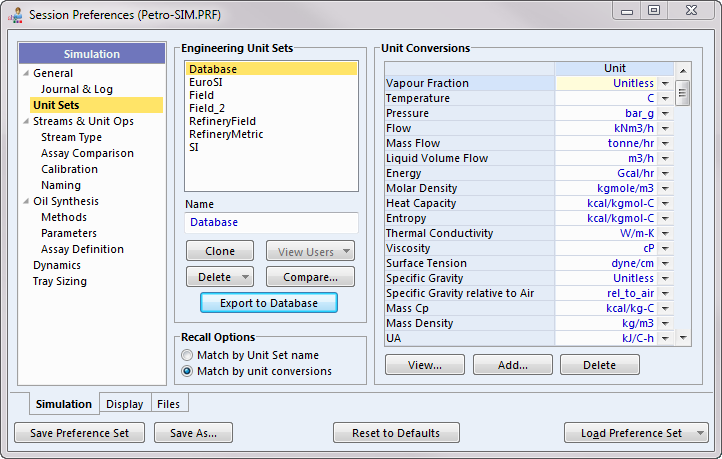 Session Preferences (Petro-SIM.PRF)
Simulation
General
Journal & Log
Unit Sets
Streams & Unit Ops
Stream Type
Assay Comparison
Calibration
Naming
Oil Synthesis
Methods
Parameters
Assay Definition
Dynamics
Tray Sizing
Engineering Unit Sets
Database
EuroSI
Field
Field_2
RefineryField
RefineryMetric
SI
Name
Database
Clone
View Users
Delete
Compare...
Export to Database
Recall Options
Match by Unit Set name
Match by unit conversions
Unit Conversions
Unit
Vapour Fraction Unitless
Temperature C
Pressure bar_g
Flow kNm3/h
Mass Flow tonne/hr
Liquid Volume Flow m3/h
Energy Gcal/hr
Molar Density kgmole/m3
Heat Capacity kcal/kgmol-C
Entropy kcal/kgmol-C
Thermal Conductivity W/m-K
Viscosity cP
Surface Tension dyne/cm
Specific Gravity Unitless
Specific Gravity relative to Air rel_to_air
Mass Cp kcal/kg-C
Mass Density kg/m3
UA kJ/C-h
View...
Add...
Delete
Simulation
Display
Files
Save Preference Set
Save As...
Reset to Defaults
Load Preference Set